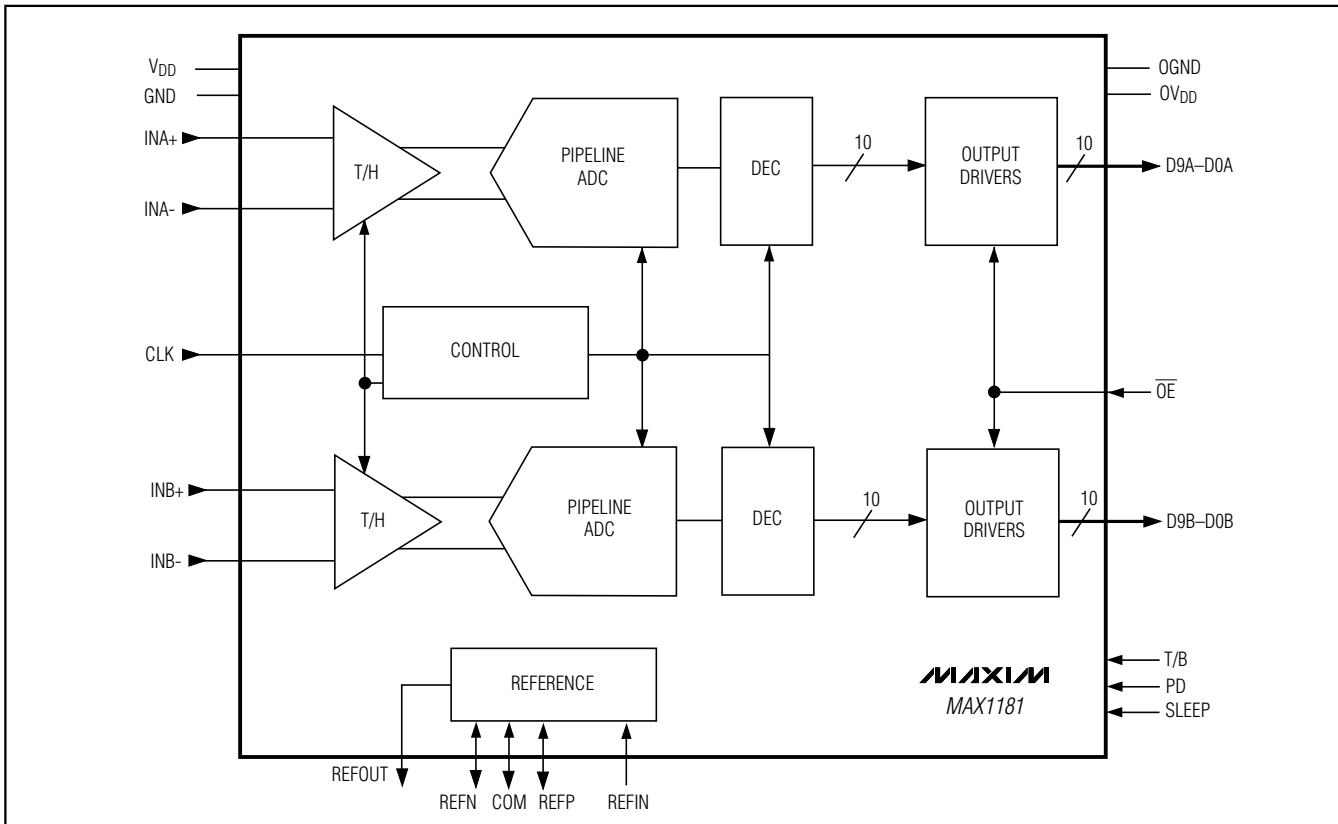 VDD
GND
INA+
INA-
T/H
PIPELINE
ADC
DEC
10
OUTPUT
DRIVERS
10
OGND
OVDD
D9A–D0A
CLK
CONTROL
OE
INB+
INB-
T/H
PIPELINE
ADC
DEC
10
OUTPUT
DRIVERS
10
D9B–D0B
REFERENCE
MAXIM
MAX1181
T/B
PD
SLEEP
REFOUT
REFN
COM
REFP
REFIN